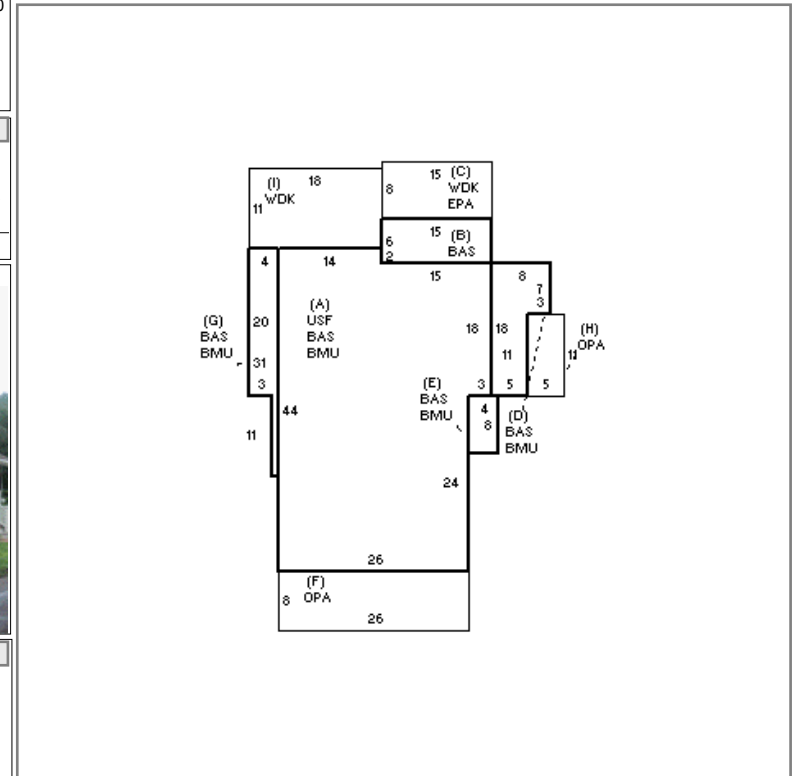 18
(I)
WDK
11
15
(C)
WDK
EPA
8
15
(B)
BAS
6
2
4
14
15
8
7
3
(A)
USF
BAS
BMU
(G)
BAS
BMU
20
31
3
18
18
11
(H)
OPA
11
5
5
(E)
BAS
BMU
3
4
8
(D)
BAS
BMU
44
11
24
26
(F)
OPA
8
26